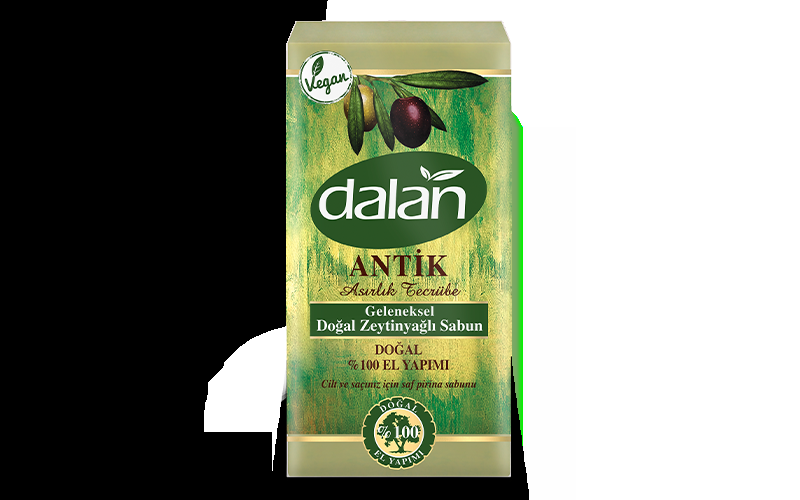 Vegan
dalan
ANTİK
Asırlık Tecrübe
Geleneksel
Doğal Zeytinyağlı Sabun
DOĞAL
%100 EL YAPIMI
Cilt ve saçınız için saf pirina sabunu
DOĞAL
%100
EL YAPIMI